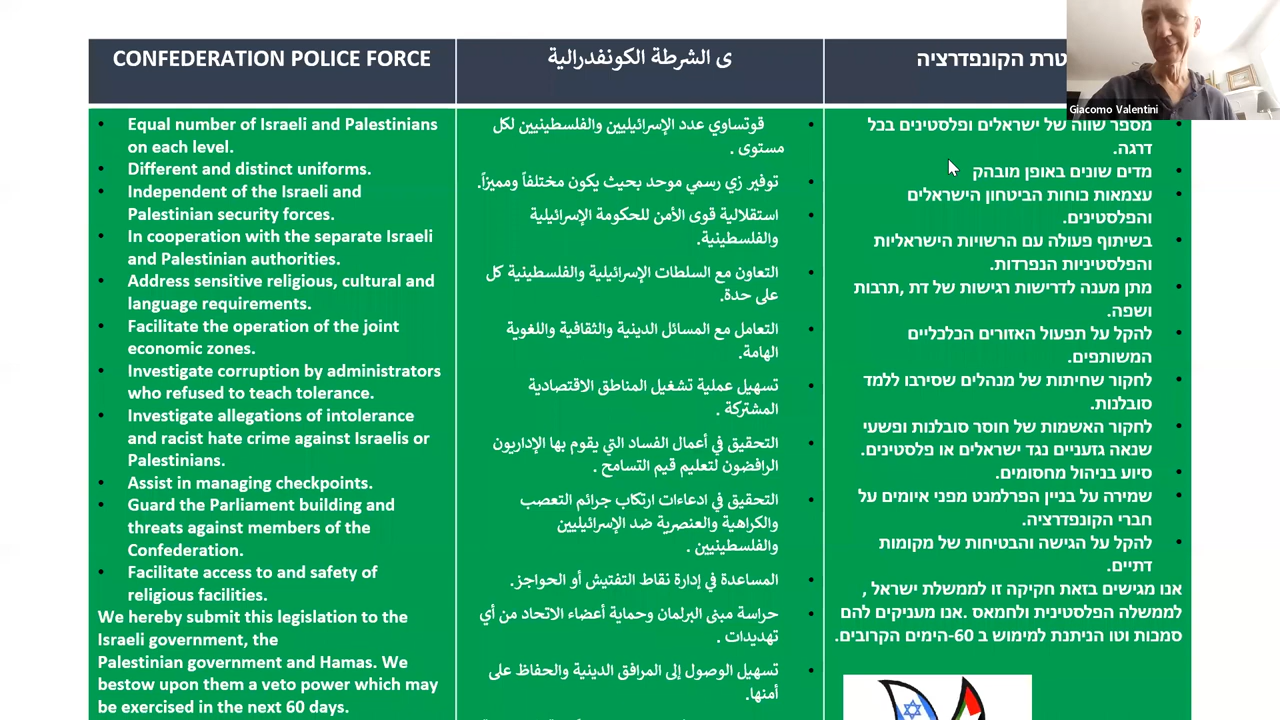 CONFEDERATION POLICE FORCE
Equal number of Israeli and Palestinians
on each level.
Different and distinct uniforms.
Independent of the Israeli and
Palestinian security forces.
In cooperation with the separate Israeli
and Palestinian authorities.
Address sensitive religious, cultural and
language requirements.
Facilitate the operation of the joint
economic zones.
Investigate corruption by administrators
who refused to teach tolerance.
Investigate allegations of intolerance
and racist hate crime against Israelis or
Palestinians.
Assist in managing checkpoints.
Guard the Parliament building and
threats against members of the
Confederation.
Facilitate access to and safety of
religious facilities.
We hereby submit this legislation to the
Israeli government, the
Palestinian government and Hamas. We
bestow upon them a veto power which may
be exercised in the next 60 days.
ى الشرطة الكونفدرالية
قوتساوي عدد الإسرائيليين والفلسطينيين لكل
مستوى .
توفير زي رسمي موحد بحيث يكون مختلفاً ومميزاً.
استقلالية قوى الأمن للحكومة الإسرائيلية
والفلسطينية.
التعاون مع السلطات الإسرائيلية والفلسطينية كل
على حدة.
التعامل مع المسائل الدينية والثقافية واللغوية
الهامة.
تسهيل عملية تشغيل المناطق الاقتصادية
المشتركة .
التحقيق في أعمال الفساد التي يقوم بها الإداريون
الرافضون لتعليم قيم التسامح .
التحقيق في ادعاءات ارتكاب جرائم التعصب
والكراهية والعنصرية ضد الإسرائيليين
والفلسطينيين .
المساعدة في إدارة نقاط التفتيش أو الحواجز.
حراسة مبنى البرلمان وحماية أعضاء الاتحاد من أي
تهديدات .
تسهيل الوصول إلى المرافق الدينية والحفاظ على
أمنها.
טרת הקונפדרציה
מספר שווה של ישראלים ופלסטינים בכל
דרגה.
מדים שונים באופן מובהק
עצמאות כוחות הביטחון הישראלים
והפלסטינים.
בשיתוף פעולה עם הרשויות הישראליות
והפלסטיניות הנפרדות.
מתן מענה לדרישות רגישות של דת ,תרבות
ושפה.
להקל על תפעול האזורים הכלכליים
המשותפים.
לחקור שחיתות של מנהלים שסירבו ללמד
סובלנות.
לחקור האשמות של חוסר סובלנות ופשעי
שנאה גזעניים נגד ישראלים או פלסטינים.
סיוע בניהול מחסומים.
שמירה על בניין הפרלמנט מפני איומים על
חברי הקונפדרציה.
להקל על הגישה והבטיחות של מקומות
דתיים.
אנו מגישים בזאת חקיקה זו לממשלת ישראל ,
לממשלה הפלסטינית ולחמאס .אנו מעניקים להם
סמכות וטו הניתנת למימוש ב 60-הימים הקרובים.
Giacomo Valentini